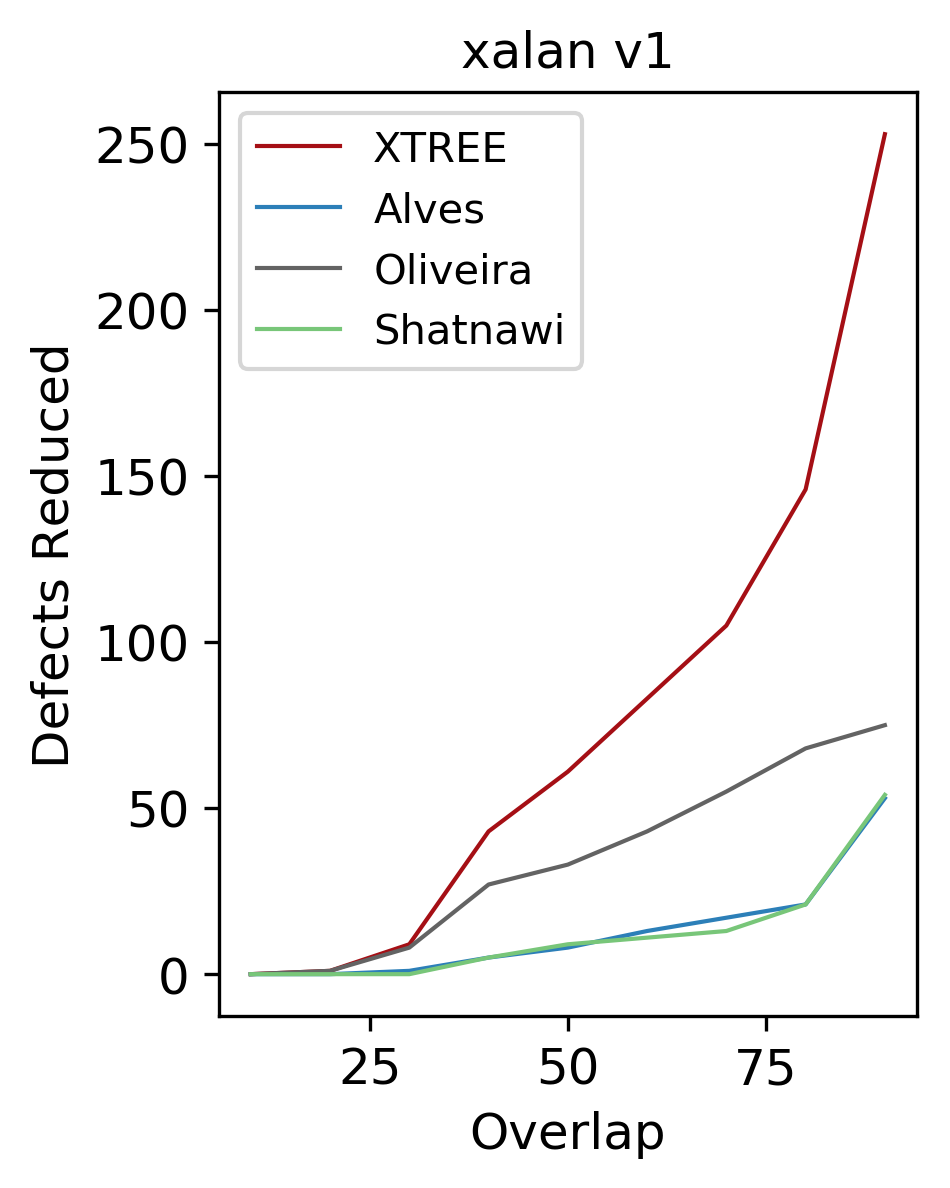 xalan v1
XTREE
Alves
Oliveira
Shatnawi
Defects Reduced
250
200
150
100
50
0
25 50 75
Overlap